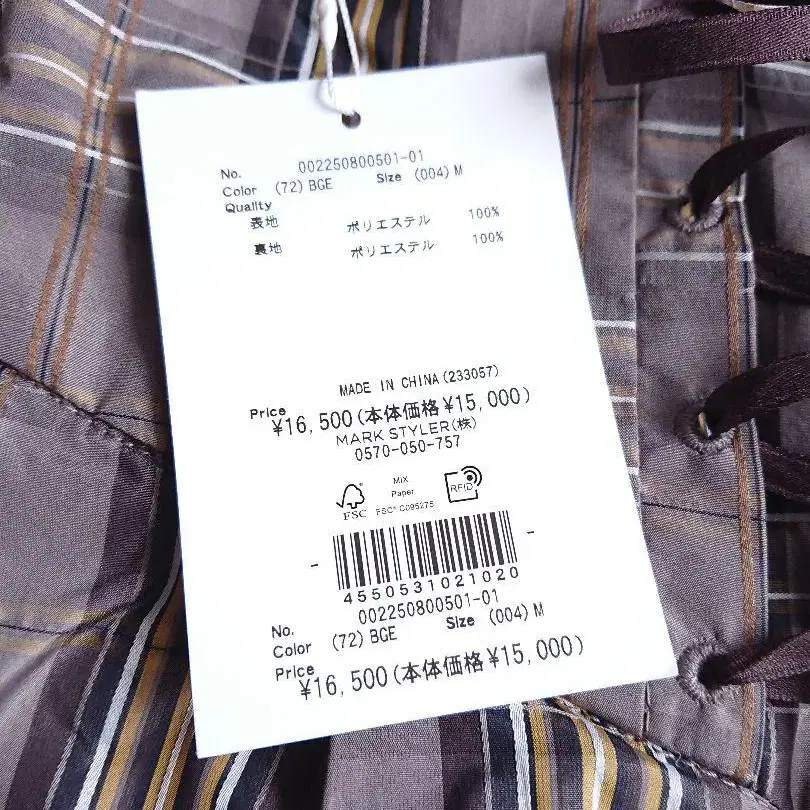 No. 002250800501-01
Color (72) BGE Size (004) M
Quality
表地 ポリエステル 100%
裏地 ポリエステル 100%
MADE IN CHINA (233057)
Price ¥16,500(本体価格¥15,000)
MARK STYLER(株)
0570-050-757
FSC
MIX
Paper
FSC® C095275
RFID
4550531021020
No. 002250800501-01
Color (72) BGE Size (004) M
Price ¥16,500(本体価格¥15,000)